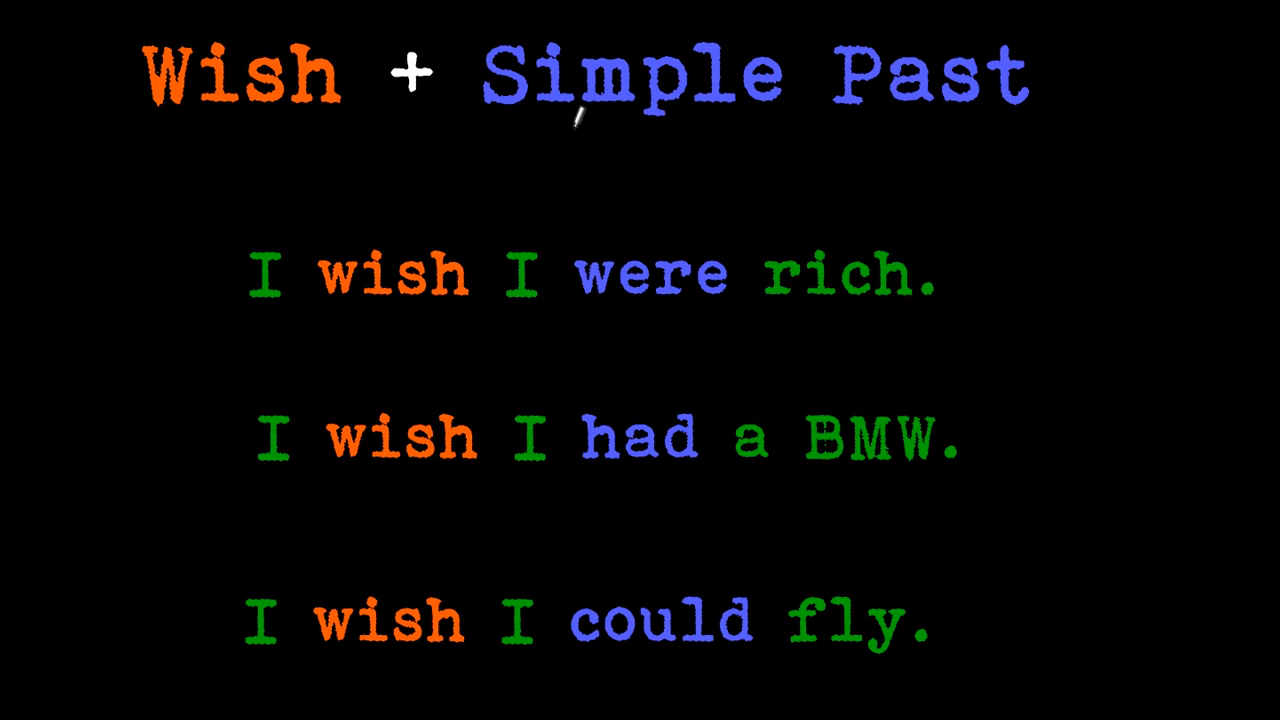 Wish + Simple Past
I wish I were rich.
I wish I had a BMW.
I wish I could fly.